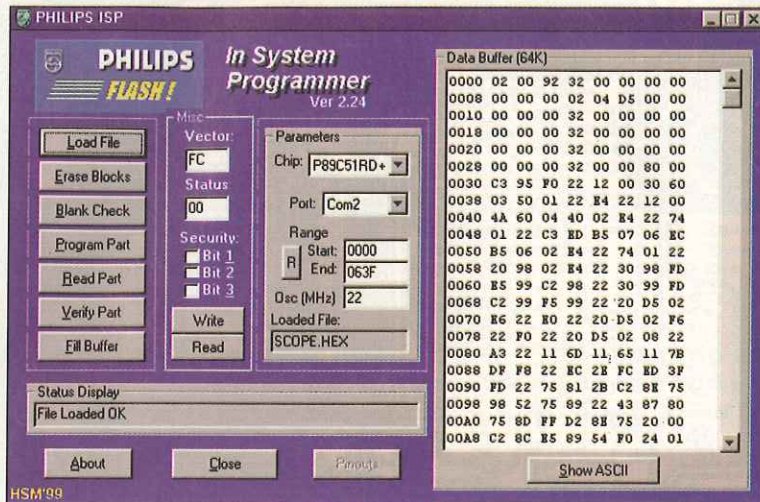 PHILIPS ISP
PHILIPS
FLASH!
In System
Programmer
Ver 2.24
Load File
Erase Blocks
Blank Check
Program Part
Read Part
Verify Part
Fill Buffer
Misc
Vector:
FC
Status
00
Security:
Bit 1
Bit 2
Bit 3
Write
Read
Parameters
Chip: P89C51RD+
Port: Com2
Range
R
Start: 0000
End: 063F
Osc (MHz) 22
Loaded File:
SCOPE.HEX
Status Display
File Loaded OK
About
Close
Pinouts
HSM'99
Data Buffer (64K)
0000 02 00 92 32 00 00 00 00
0008 00 00 00 02 04 D5 00 00
0010 00 00 00 32 00 00 00 00
0018 00 00 00 32 00 00 00 00
0020 00 00 00 32 00 00 00 00
0028 00 00 00 32 00 00 80 00
0030 C3 95 F0 22 12 00 30 60
0038 03 50 01 22 E4 22 12 00
0040 4A 60 04 40 02 E4 22 74
0048 01 22 C3 ED B5 07 06 EC
0050 B5 06 02 E4 22 74 01 22
0058 20 98 02 E4 22 30 98 FD
0060 E5 99 C2 98 22 30 99 FD
0068 C2 99 F5 99 22 20 D5 02
0070 E6 22 E0 22 20 D5 02 F6
0078 22 F0 22 20 D5 02 08 22
0080 A3 22 11 6D 11 65 11 7B
0088 DF F8 22 EC 2E FC ED 3F
0090 FD 22 75 81 2B C2 8E 75
0098 98 52 75 89 22 43 87 80
00A0 75 8D FF D2 8E 75 20 00
00A8 C2 8C E5 89 54 F0 24 01
Show ASCII